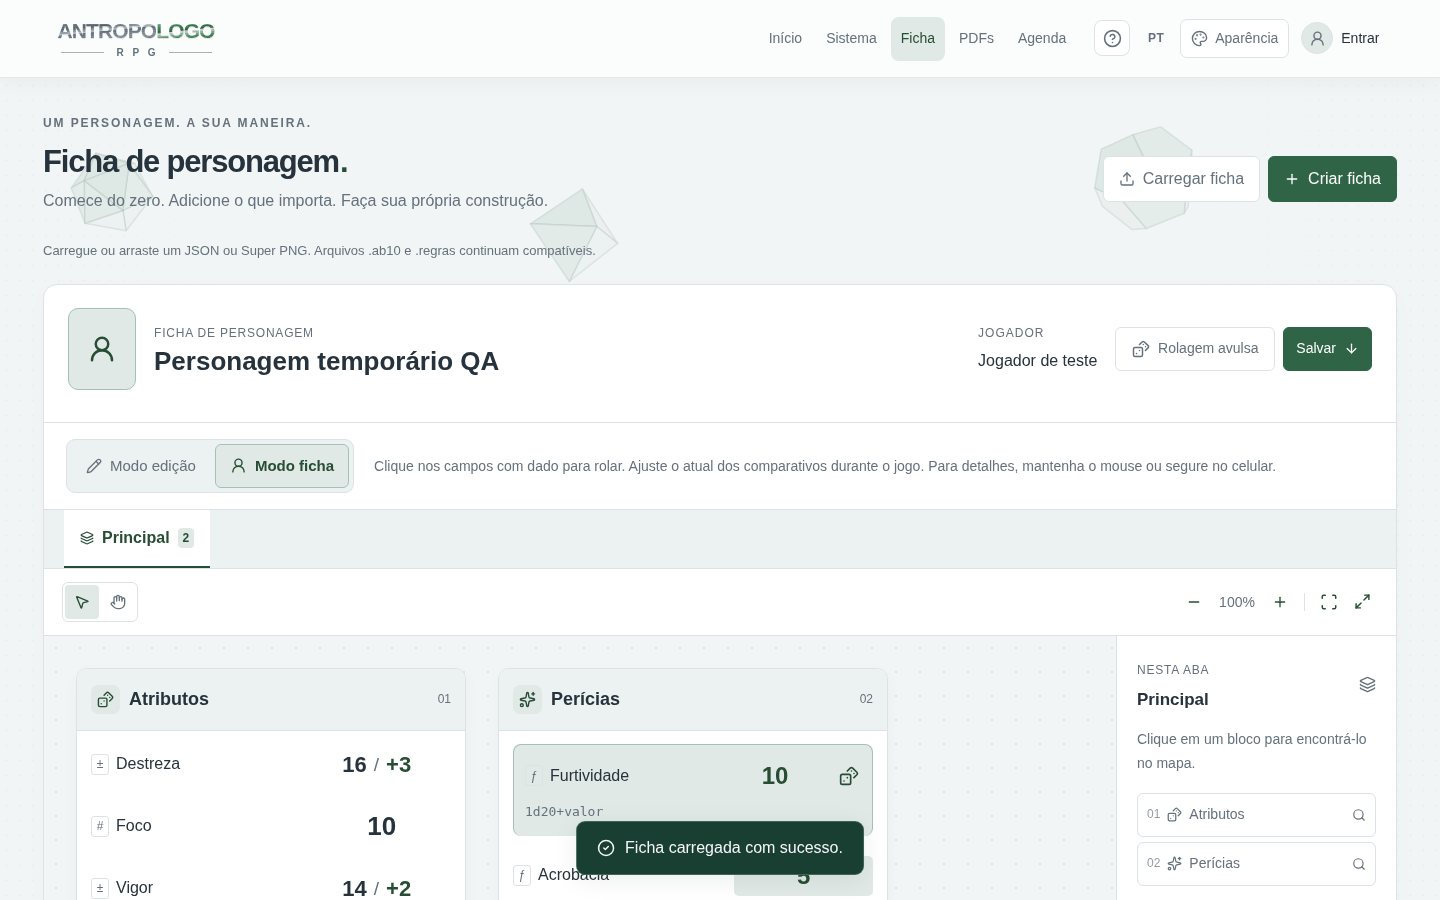 ANTROPOLOGO
RPG
Início
Sistema
Ficha
PDFs
Agenda
PT
Aparência
Entrar
UM PERSONAGEM. A SUA MANEIRA.
Ficha de personagem.
Comece do zero. Adicione o que importa. Faça sua própria construção.
Carregar ficha
Criar ficha
Carregue ou arraste um JSON ou Super PNG. Arquivos .ab10 e .regras continuam compatíveis.
FICHA DE PERSONAGEM
Personagem temporário QA
JOGADOR
Jogador de teste
Rolagem avulsa
Salvar
Modo edição
Modo ficha
Clique nos campos com dado para rolar. Ajuste o atual dos comparativos durante o jogo. Para detalhes, mantenha o mouse ou segure no celular.
Principal 2
100%
Atributos 01
± Destreza 16 / +3
# Foco 10
± Vigor 14 / +2
Perícias 02
ƒ Furtividade 10
1d20+valor
ƒ Acrobacia 5
Ficha carregada com sucesso.
NESTA ABA
Principal
Clique em um bloco para encontrá-lo
no mapa.
01 Atributos
02 Perícias